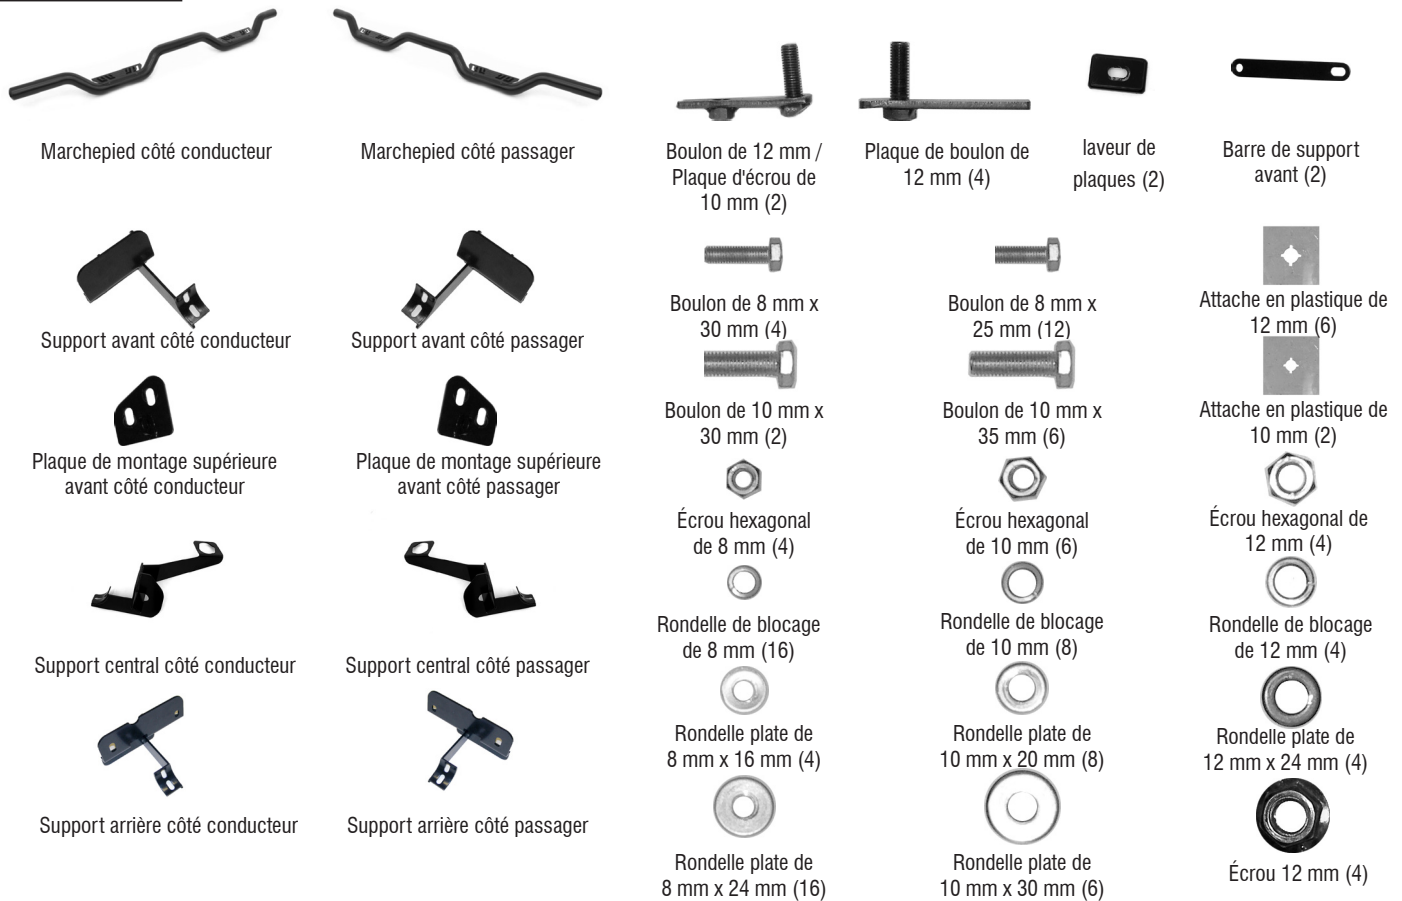 Marchepied côté conducteur
Marchepied côté passager
Boulon de 12 mm /
Plaque d'écrou de
10 mm (2)
Plaque de boulon de
12 mm (4)
laveur de
plaques (2)
Barre de support
avant (2)
Support avant côté conducteur
Support avant côté passager
Boulon de 8 mm x
30 mm (4)
Boulon de 8 mm x
25 mm (12)
Attache en plastique de
12 mm (6)
Plaque de montage supérieure
avant côté conducteur
Plaque de montage supérieure
avant côté passager
Boulon de 10 mm x
30 mm (2)
Boulon de 10 mm x
35 mm (6)
Attache en plastique de
10 mm (2)
Écrou hexagonal
de 8 mm (4)
Écrou hexagonal
de 10 mm (6)
Écrou hexagonal de
12 mm (4)
Support central côté conducteur
Support central côté passager
Rondelle de blocage
de 8 mm (16)
Rondelle de blocage
de 10 mm (8)
Rondelle de blocage
de 12 mm (4)
Rondelle plate de
8 mm x 16 mm (4)
Rondelle plate de
10 mm x 20 mm (8)
Rondelle plate de
12 mm x 24 mm (4)
Support arrière côté conducteur
Support arrière côté passager
Rondelle plate de
8 mm x 24 mm (16)
Rondelle plate de
10 mm x 30 mm (6)
Écrou 12 mm (4)